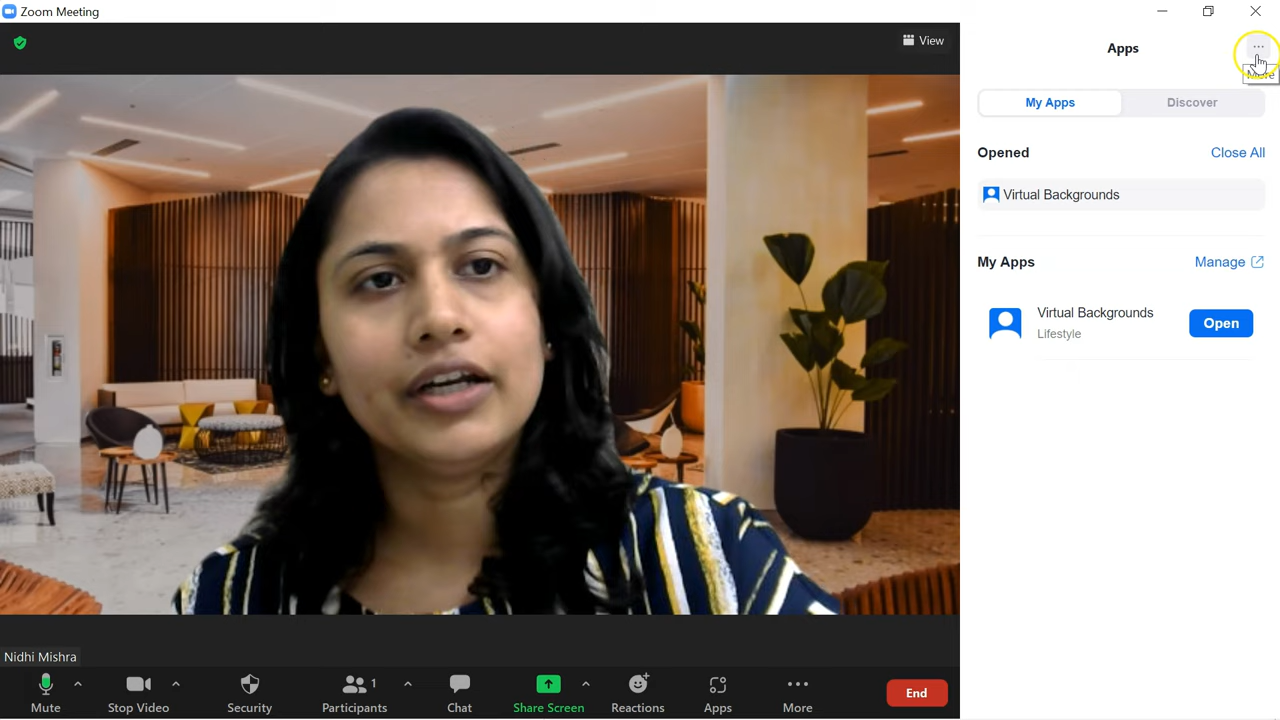 Zoom Meeting
View
Apps
More
My Apps
Discover
Opened
Close All
Virtual Backgrounds
My Apps
Manage
Virtual Backgrounds
Lifestyle
Open
Nidhi Mishra
1
Mute
Stop Video
Security
Participants
Chat
Share Screen
Reactions
Apps
More
End